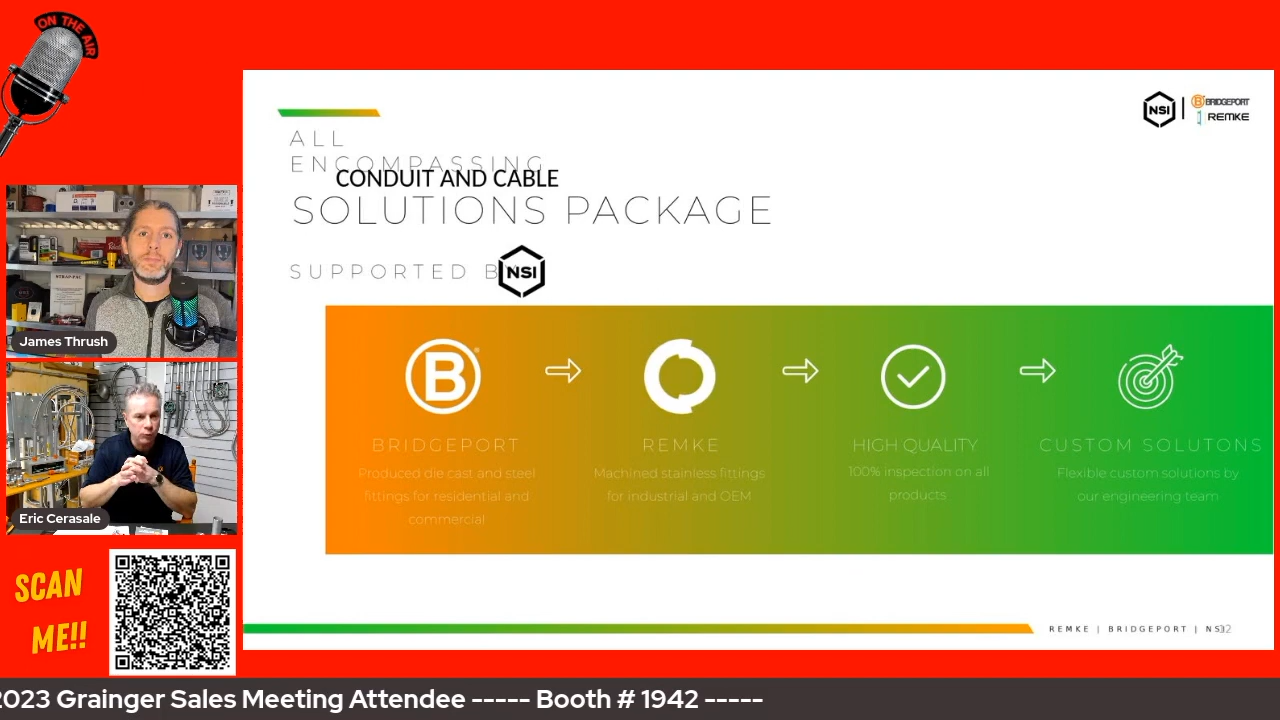 ON THE AIR
NSI
BRIDGEPORT
REMKE
ALL
ENCOMPASSING
CONDUIT AND CABLE
SOLUTIONS PACKAGE
SUPPORTED B
NSI
B
BRIDGEPORT
Produced die cast and steel
fittings for residential and
commercial
REMKE
Machined stainless fittings
for industrial and OEM
HIGH QUALITY
100% inspection on all
products
CUSTOM SOLUTONS
Flexible custom solutions by
our engineering team
REMKE | BRIDGEPORT | NSI
James Thrush
Eric Cerasale
SCAN
ME!!
2023 Grainger Sales Meeting Attendee ----- Booth # 1942 -----